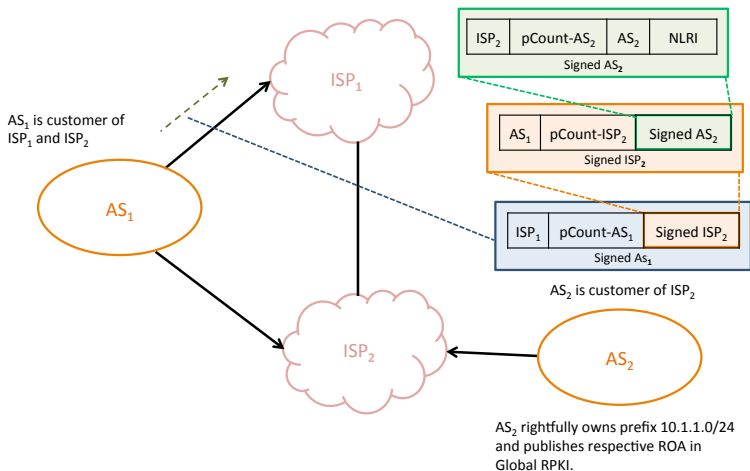 ISP₂ pCount-AS₂ AS₂ NLRI
Signed AS₂
ISP₁
AS₁ is customer of
ISP₁ and ISP₂
AS₁ pCount-ISP₂ Signed AS₂
Signed ISP₂
AS₁
ISP₁ pCount-AS₁ Signed ISP₂
Signed As₁
AS₂ is customer of ISP₂
ISP₂
AS₂
AS₂ rightfully owns prefix 10.1.1.0/24
and publishes respective ROA in
Global RPKI.